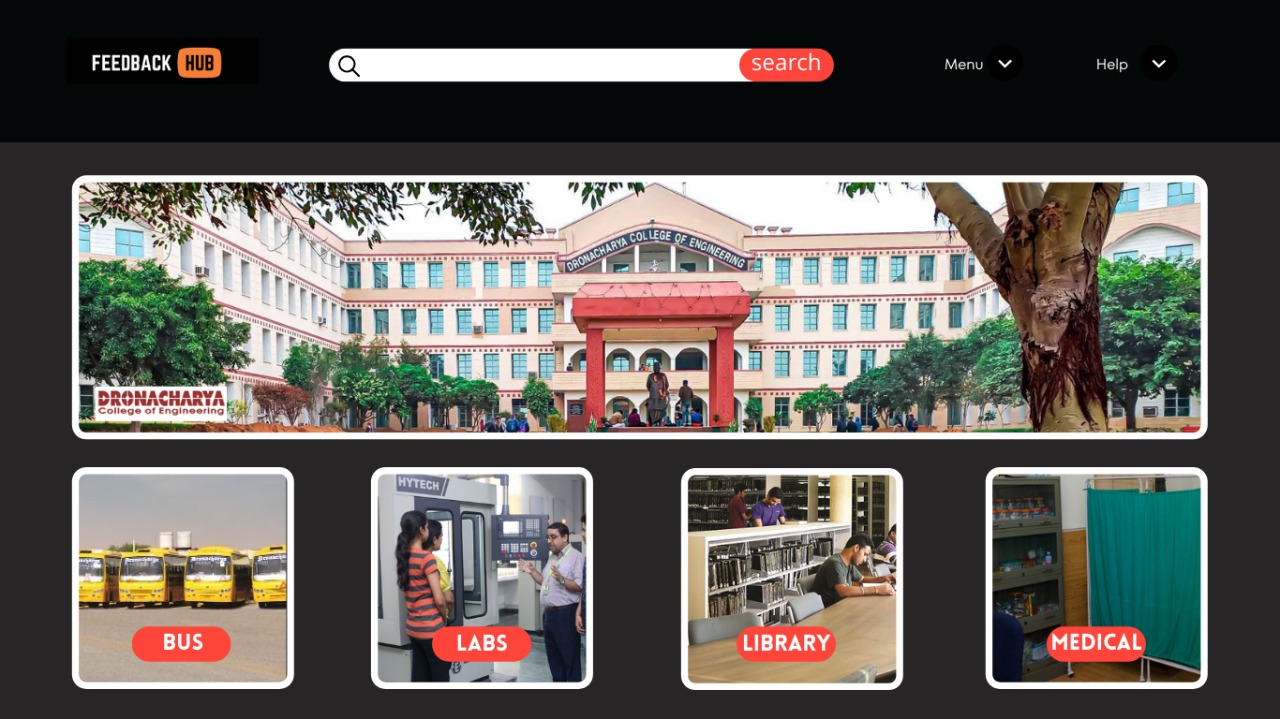 FEEDBACK HUB
search
Menu
Help
DRONACHARYA COLLEGE OF ENGINEERING
DRONACHARYA
College of Engineering
HYTECH
BUS
LABS
LIBRARY
MEDICAL